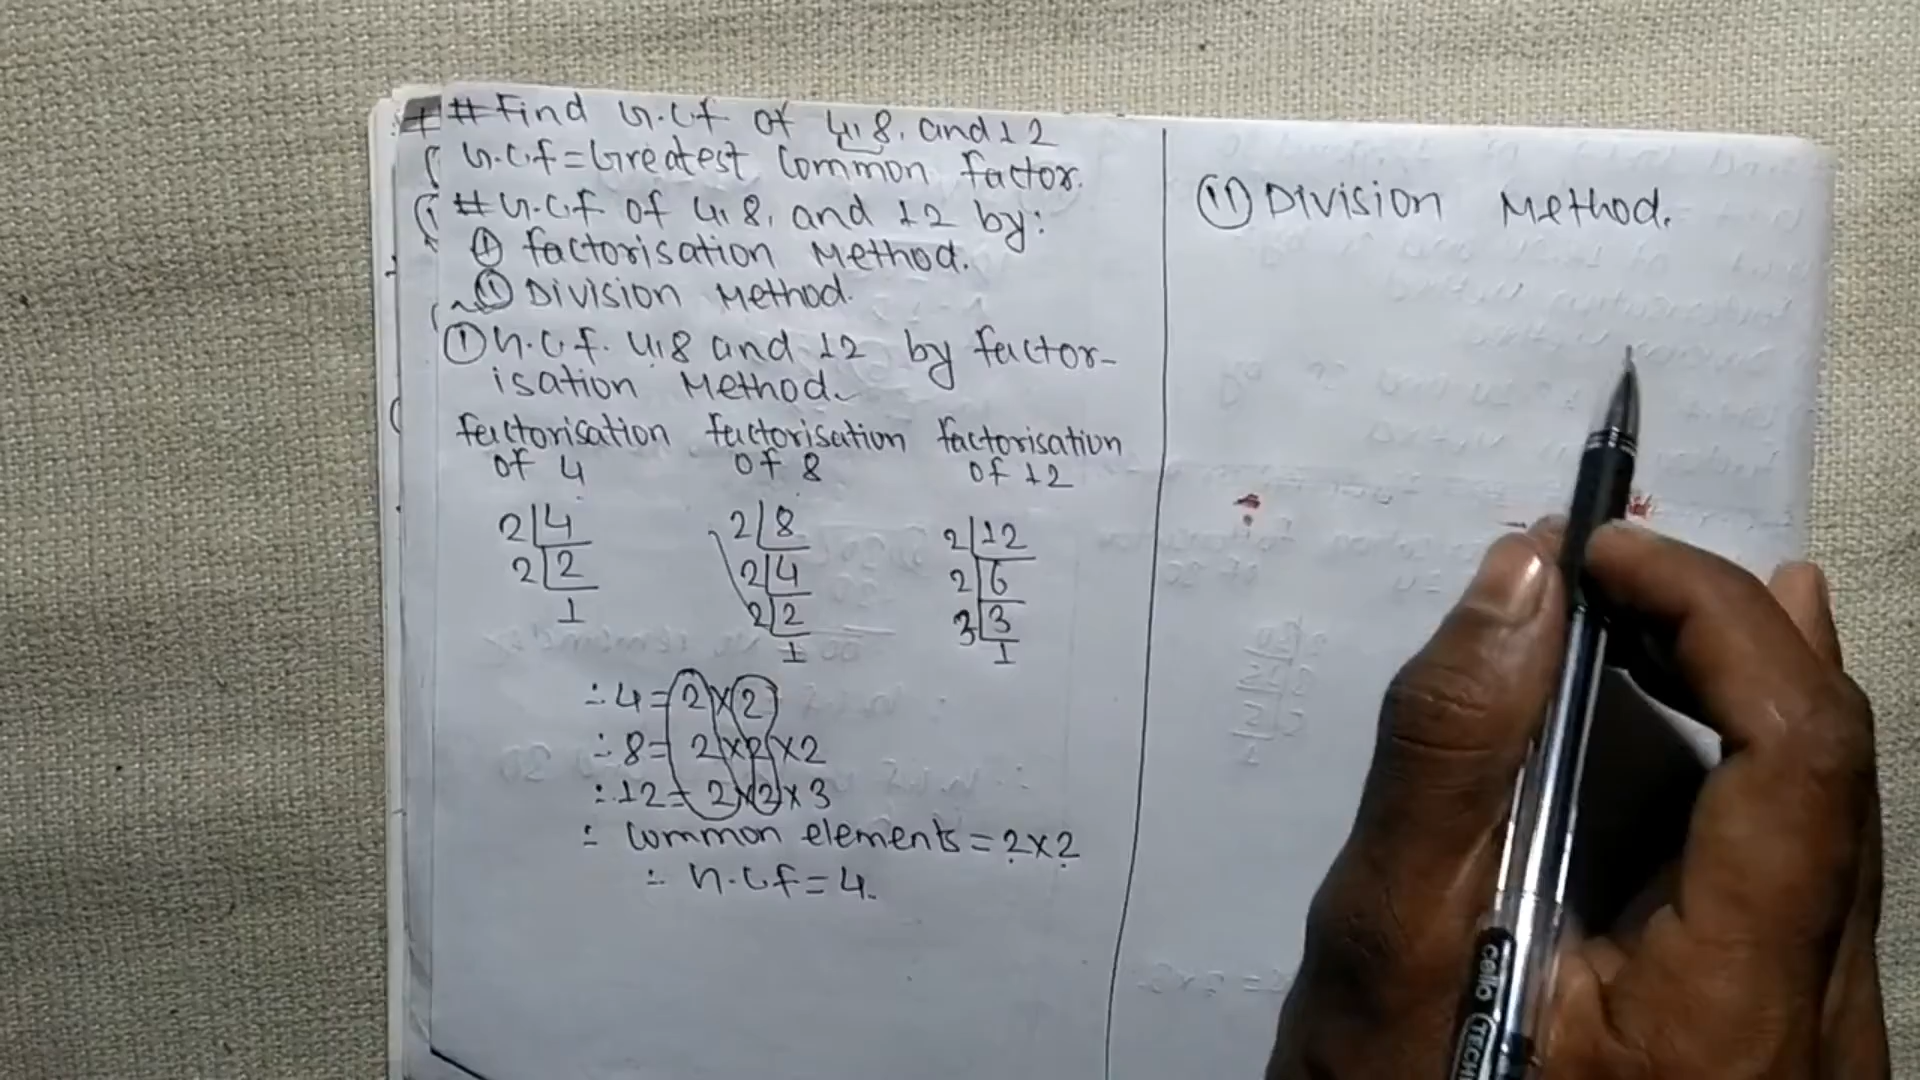 # Find G.C.F of 4, 8, and 12
G.C.F = Greatest Common factor.
# G.C.F of 4, 8, and 12 by:
(i) factorisation Method.
(ii) Division Method.
(i) G.C.F. 4, 8 and 12 by factor-
isation Method.
factorisation of 4
2 4
2 2
1
factorisation of 8
2 8
2 4
2 2
1
factorisation of 12
2 12
2 6
3 3
1
∴ 4 = 2 × 2
∴ 8 = 2 × 2 × 2
∴ 12 = 2 × 2 × 3
∴ Common elements = 2 × 2
∴ G.C.F = 4.
(ii) Division Method.
cello TECH